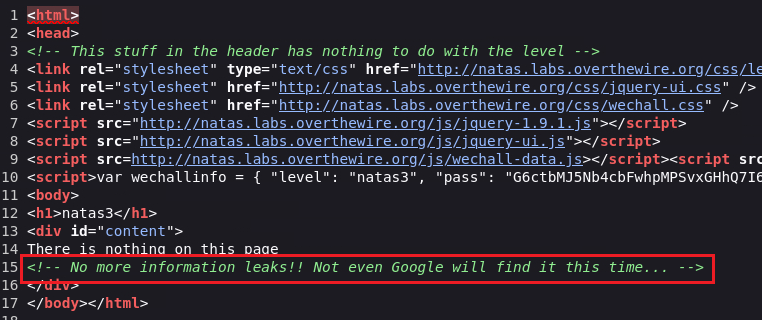 1 <html>
2 <head>
3 <!-- This stuff in the header has nothing to do with the level -->
4 <link rel="stylesheet" type="text/css" href="http://natas.labs.overthewire.org/css/le
5 <link rel="stylesheet" href="http://natas.labs.overthewire.org/css/jquery-ui.css" />
6 <link rel="stylesheet" href="http://natas.labs.overthewire.org/css/wechall.css" />
7 <script src="http://natas.labs.overthewire.org/js/jquery-1.9.1.js"></script>
8 <script src="http://natas.labs.overthewire.org/js/jquery-ui.js"></script>
9 <script src=http://natas.labs.overthewire.org/js/wechall-data.js></script><script src
10 <script>var wechallinfo = { "level": "natas3", "pass": "G6ctbMJ5Nb4cbFwhpMPSvxGHhQ7I6
11 <body>
12 <h1>natas3</h1>
13 <div id="content">
14 There is nothing on this page
15 <!-- No more information leaks!! Not even Google will find it this time... -->
16 </div>
17 </body></html>
18